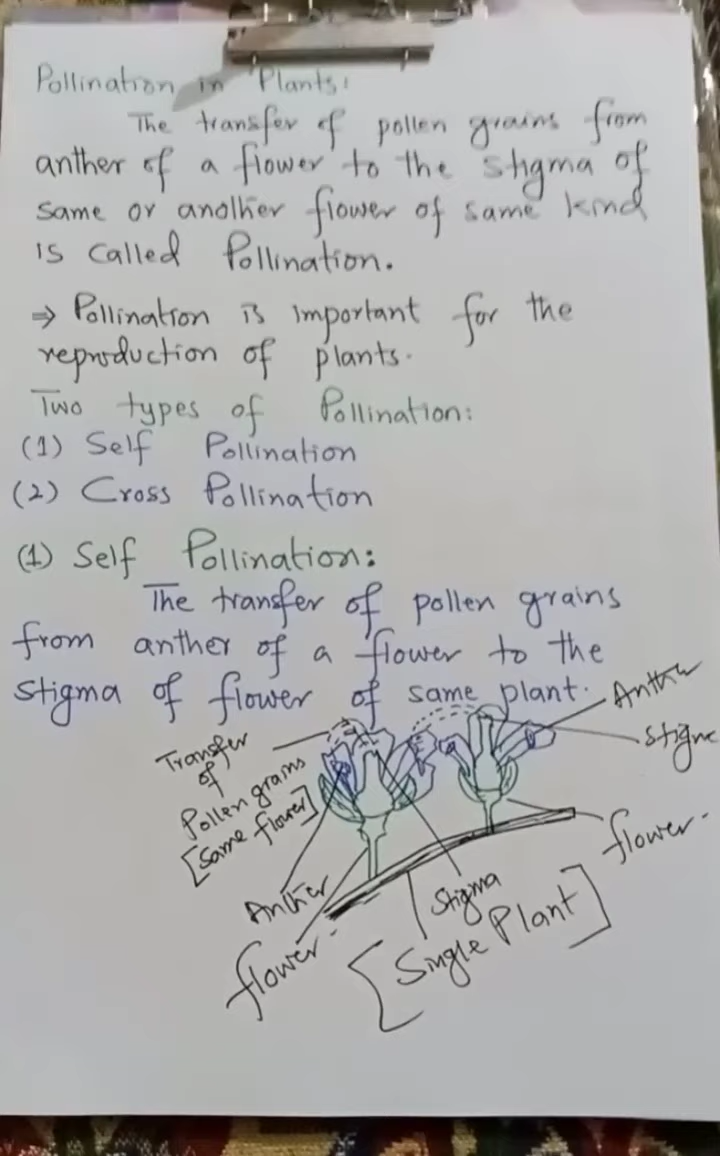 Pollination in Plants:
The transfer of pollen grains from
anther of a flower to the stigma of
same or another flower of same kind
is called Pollination.
⇒ Pollination is important for the
reproduction of plants.
Two types of Pollination:
(1) Self Pollination
(2) Cross Pollination
(1) Self Pollination:
The transfer of pollen grains
from anther of a flower to the
stigma of flower of same plant.
Anther
Stigm
Transfer
of
Pollen grains
[Same flower]
flower.
Anther
Stigma
flower.
[Single Plant]